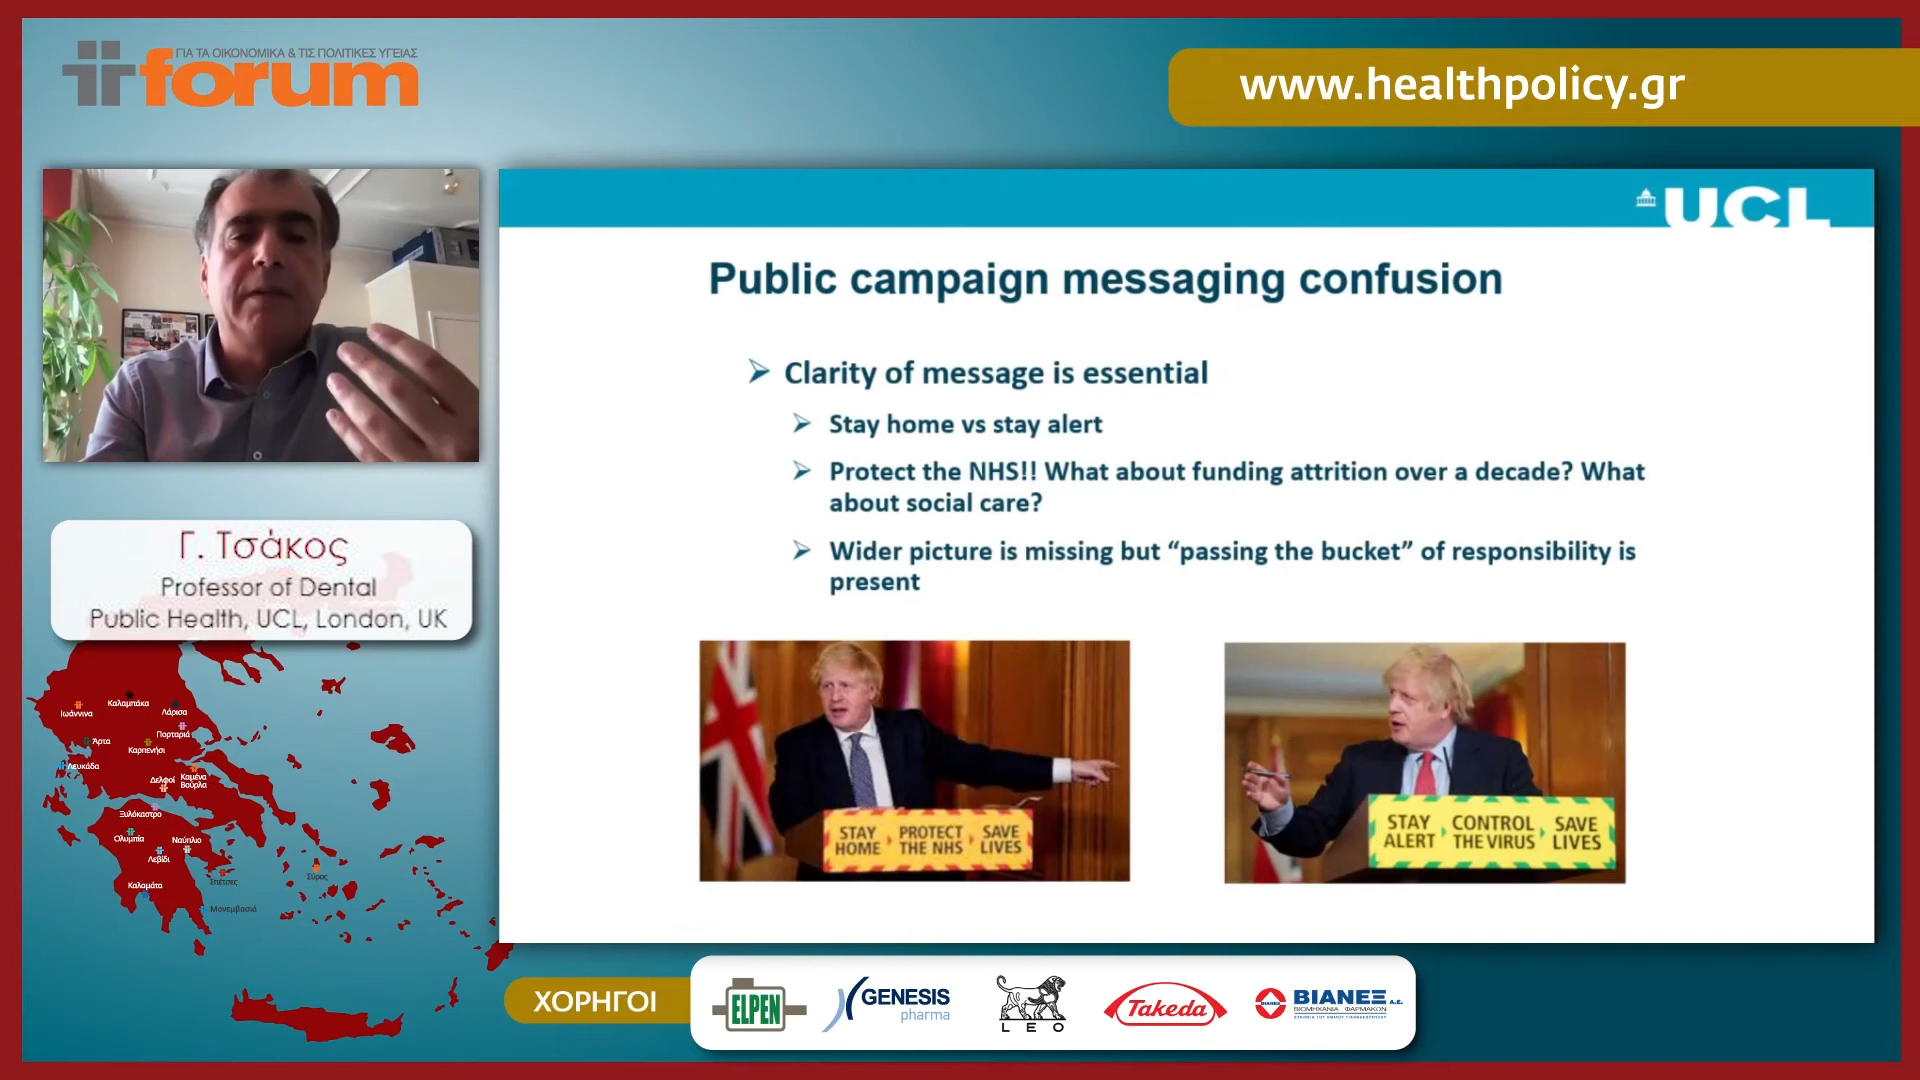 ΓΙΑ ΤΑ ΟΙΚΟΝΟΜΙΚΑ & ΤΙΣ ΠΟΛΙΤΙΚΕΣ ΥΓΕΙΑΣ
forum
www.healthpolicy.gr
UCL
Public campaign messaging confusion
Clarity of message is essential
Stay home vs stay alert
Protect the NHS!! What about funding attrition over a decade? What
about social care?
Wider picture is missing but “passing the bucket” of responsibility is
present
STAY HOME
PROTECT THE NHS
SAVE LIVES
STAY ALERT
CONTROL THE VIRUS
SAVE LIVES
Γ. Τσάκος
Professor of Dental
Public Health, UCL, London, UK
Ιωάννινα
Καλαμπάκα
Λάρισα
Πορταριά
Άρτα
Καρπενήσι
Λευκάδα
Δελφοί
Καμένα
Βούρλα
Ξυλόκαστρο
Ολυμπία
Ναύπλιο
Λεβίδι
Σπέτσες
Σύρος
Καλαμάτα
Μονεμβασιά
ΧΟΡΗΓΟΙ
ELPEN
GENESIS
pharma
LEO
Takeda
ΒΙΑΝΕΞ Α.Ε.
ΒΙΟΜΗΧΑΝΙΑ ΦΑΡΜΑΚΩΝ